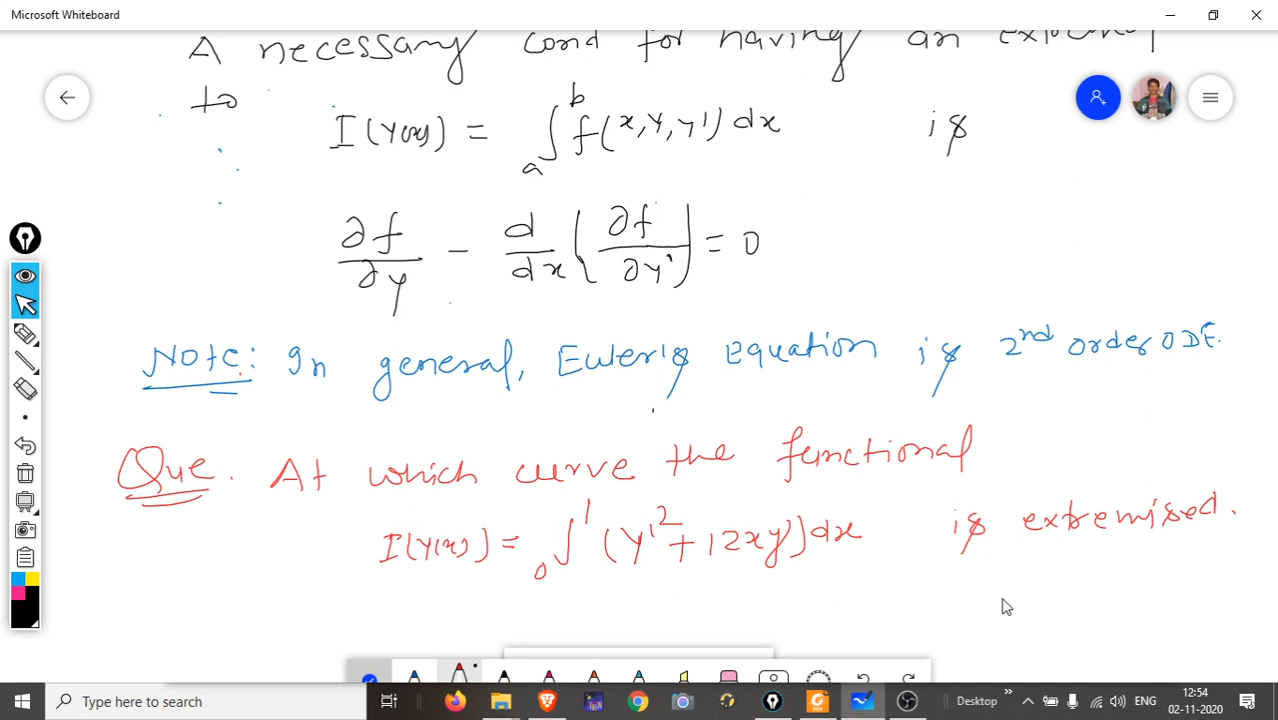 Microsoft Whiteboard
A necessary cond for having an
to
I(y(x)) = ∫_a^b f(x, y, y') dx is
∂f/∂y - d/dx (∂f/∂y') = 0
Note: In general, Euler's Equation is 2nd order ODE.
Que. At which curve the functional
I(y(x)) = ∫_0^1 (y'^2 + 12xy) dx is extremised.
Type here to search
Desktop
ENG
12:54
02-11-2020